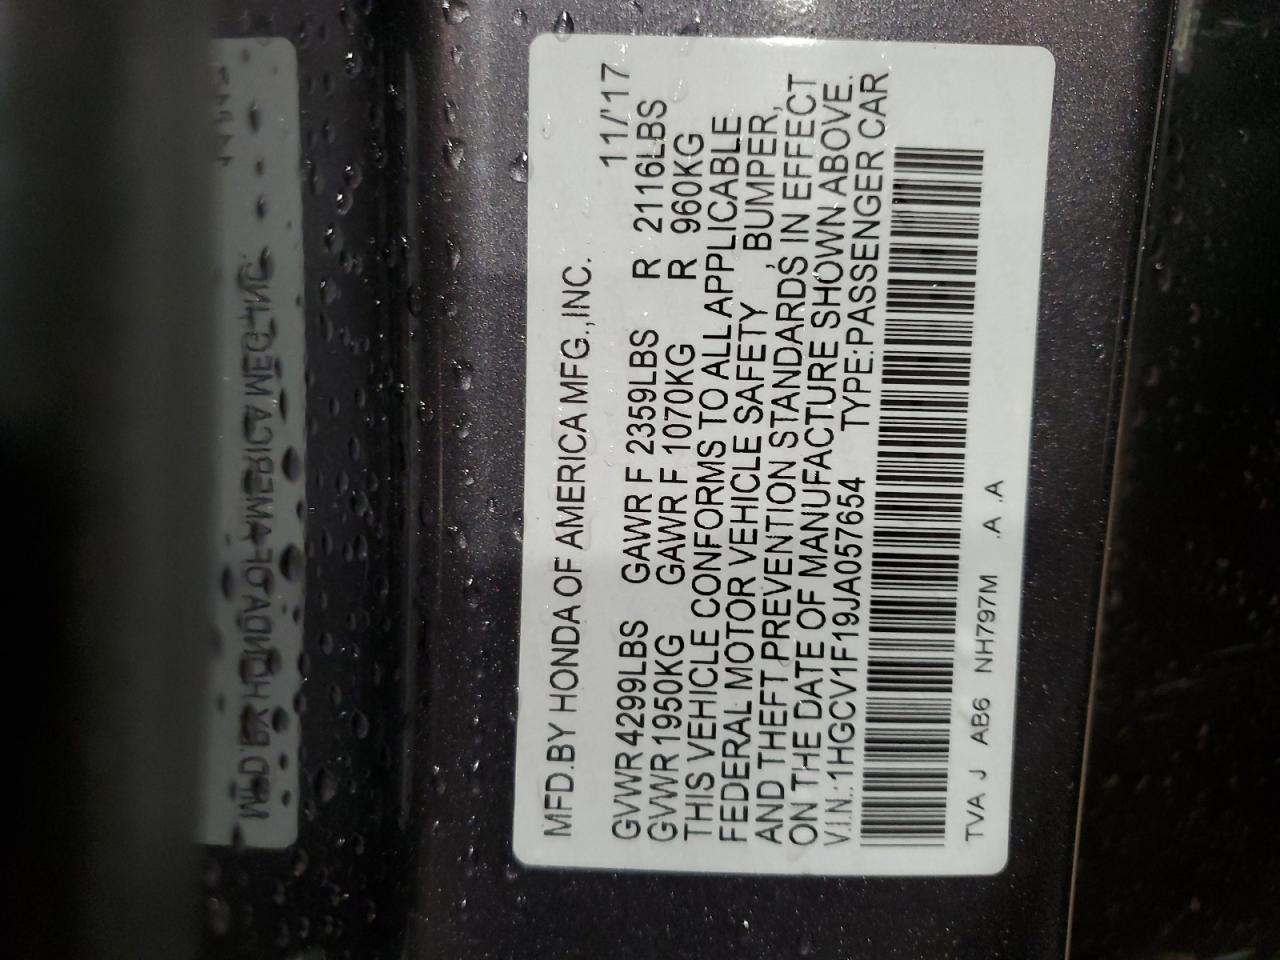 MFD.BY HONDA OF AMERICA MFG.,INC.
11/'17
GVWR 4299LBS GAWR F 2359LBS R 2116LBS
GVWR 1950KG GAWR F 1070KG R 960KG
THIS VEHICLE CONFORMS TO ALL APPLICABLE
FEDERAL MOTOR VEHICLE SAFETY , BUMPER,
AND THEFT PREVENTION STANDARDS IN EFFECT
ON THE DATE OF MANUFACTURE SHOWN ABOVE.
V.I.N.:1HGCV1F19JA057654 TYPE:PASSENGER CAR
TVA J AB6 NH797M .A .A